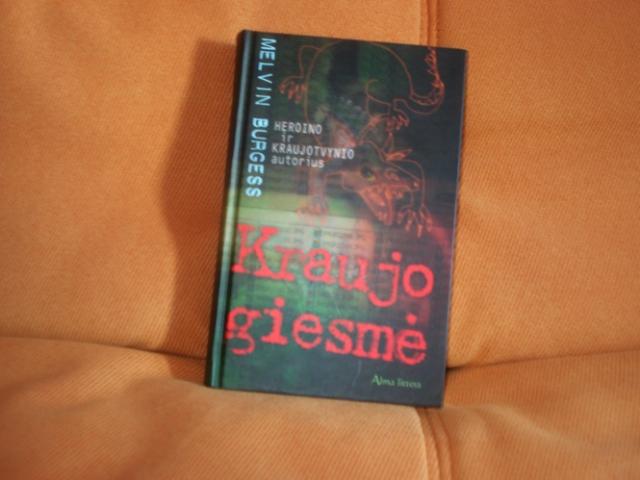 MELVIN BURGESS
HEROINO
ir
KRAUJOTVYNIO
autorius
Kraujo
giesmė
Alma littera